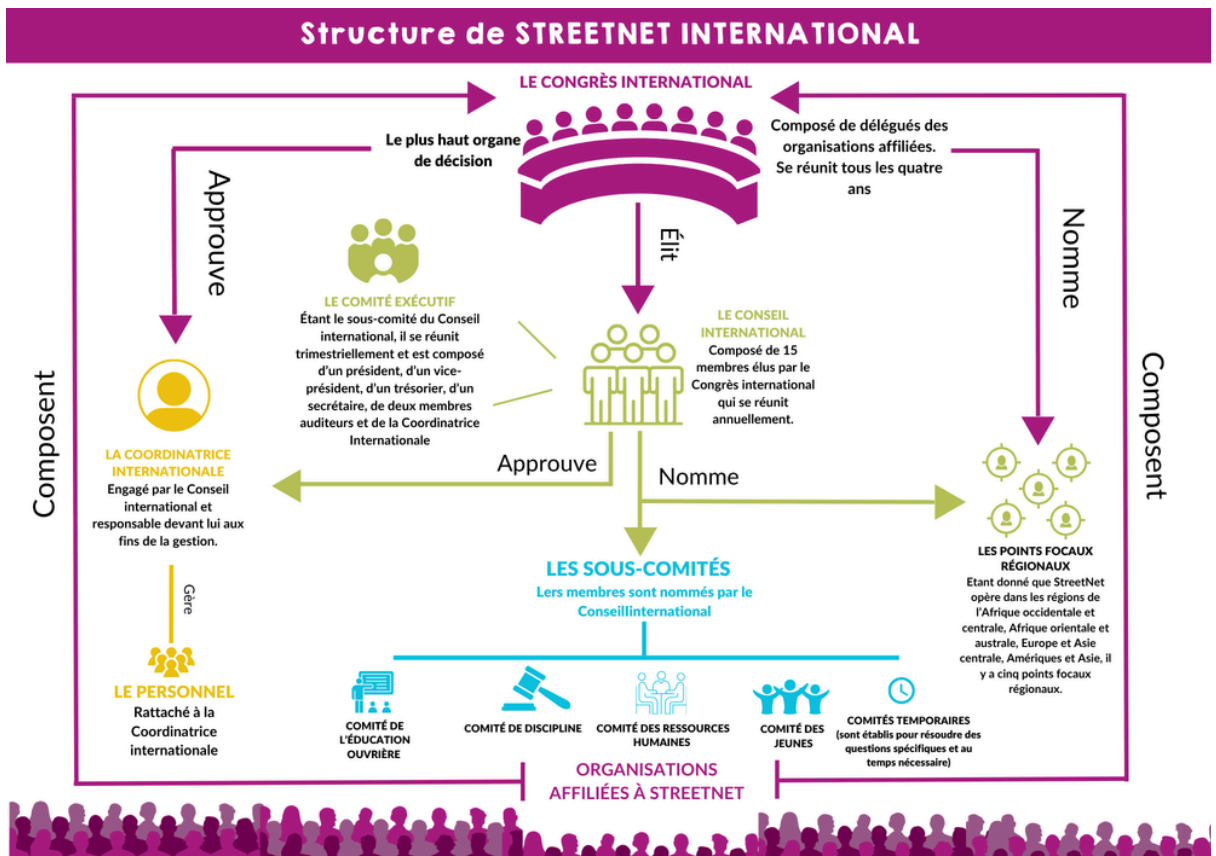 Structure de STREETNET INTERNATIONAL
LE CONGRÈS INTERNATIONAL
Le plus haut organe
de décision
Composé de délégués des
organisations affiliées.
Se réunit tous les quatre
ans
Approuve
Élit
Nomme
Composent
Composent
LE COMITÉ EXÉCUTIF
Étant le sous-comité du Conseil
international, il se réunit
trimestriellement et est composé
d'un président, d'un vice-
président, d'un trésorier, d'un
secrétaire, de deux membres
auditeurs et de la Coordinatrice
Internationale
LE CONSEIL
INTERNATIONAL
Composé de 15
membres élus par le
Congrès international
qui se réunit
annuellement.
LA COORDINATRICE
INTERNATIONALE
Engagé par le Conseil
international et
responsable devant lui aux
fins de la gestion.
Approuve
Nomme
Gère
LE PERSONNEL
Rattaché à la
Coordinatrice
internationale
LES SOUS-COMITÉS
Lers membres sont nommés par le
Conseillinternational
LES POINTS FOCAUX
RÉGIONAUX
Etant donné que StreetNet
opère dans les régions de
l'Afrique occidentale et
centrale, Afrique orientale et
australe, Europe et Asie
centrale, Amériques et Asie, il
y a cinq points focaux
régionaux.
COMITÉ DE
L'ÉDUCATION
OUVRIÈRE
COMITÉ DE DISCIPLINE
COMITÉ DES RESSOURCES
HUMAINES
COMITÉ DES
JEUNES
COMITÉS TEMPORAIRES
(sont établis pour résoudre des
questions spécifiques et au
temps nécessaire)
ORGANISATIONS
AFFILIÉES À STREETNET